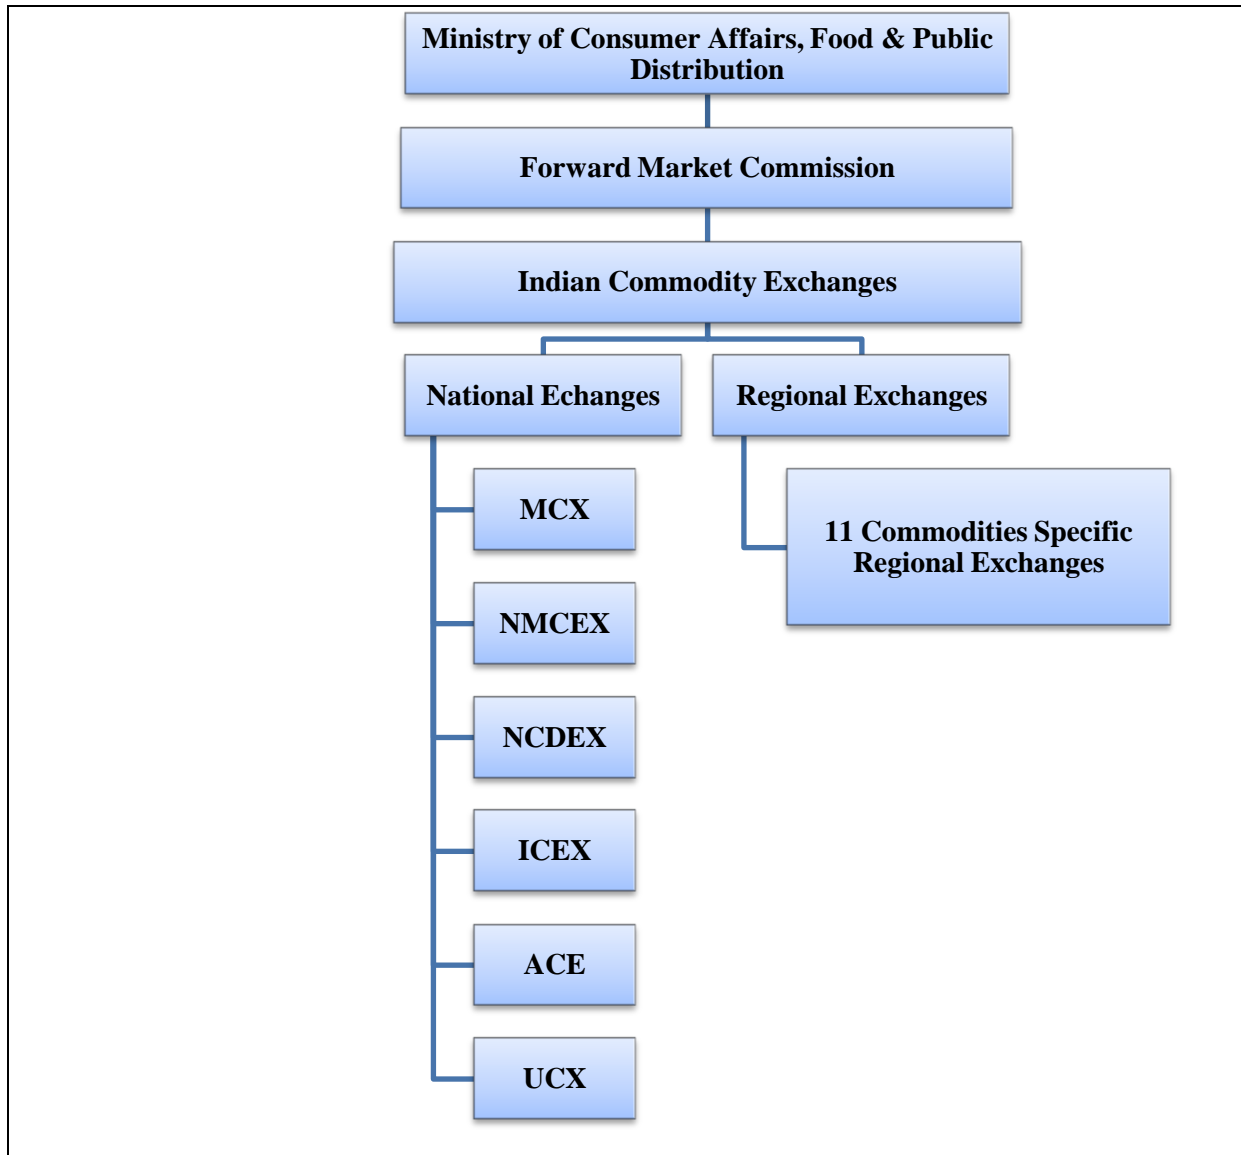 Ministry of Consumer Affairs, Food & Public
Distribution
Forward Market Commission
Indian Commodity Exchanges
National Echanges
Regional Exchanges
MCX
NMCEX
NCDEX
ICEX
ACE
UCX
11 Commodities Specific
Regional Exchanges